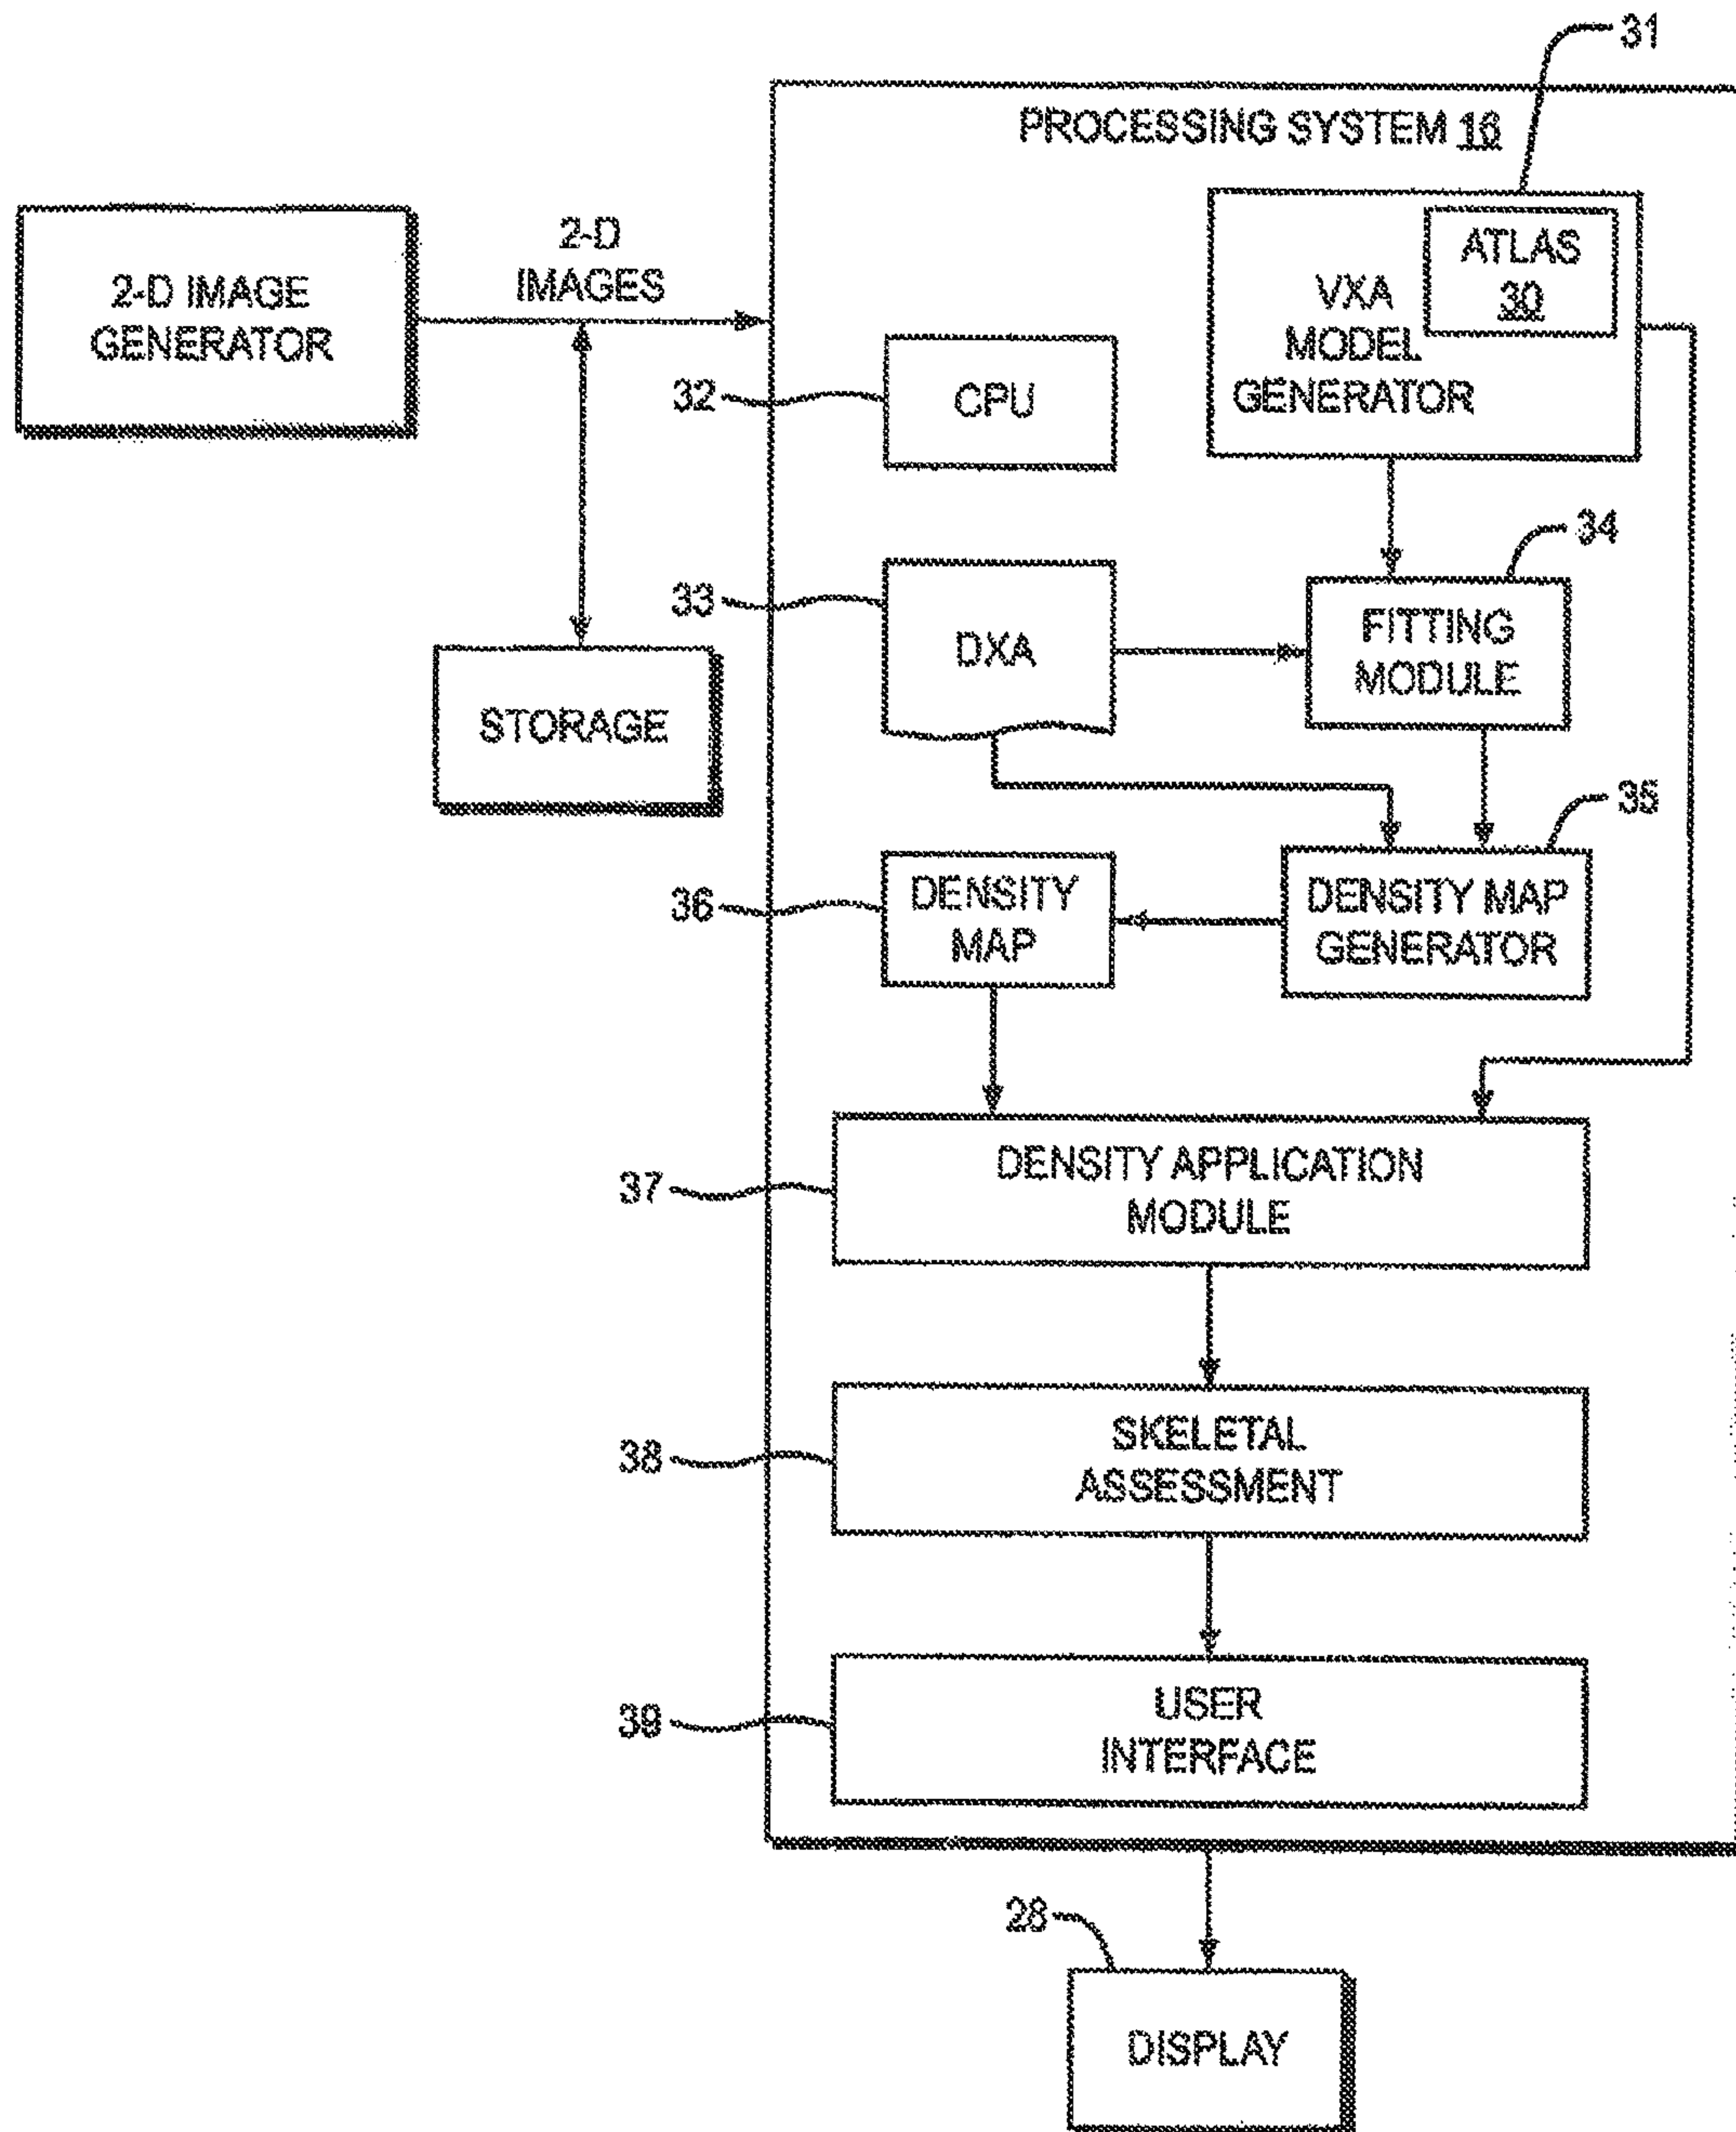 31
PROCESSING SYSTEM 16
2-D IMAGE
GENERATOR
2-D
IMAGES
ATLAS
30
VXA
MODEL
GENERATOR
32
CPU
34
33
DXA
FITTING
MODULE
STORAGE
35
36
DENSITY
MAP
DENSITY MAP
GENERATOR
37
DENSITY APPLICATION
MODULE
38
SKELETAL
ASSESSMENT
39
USER
INTERFACE
28
DISPLAY